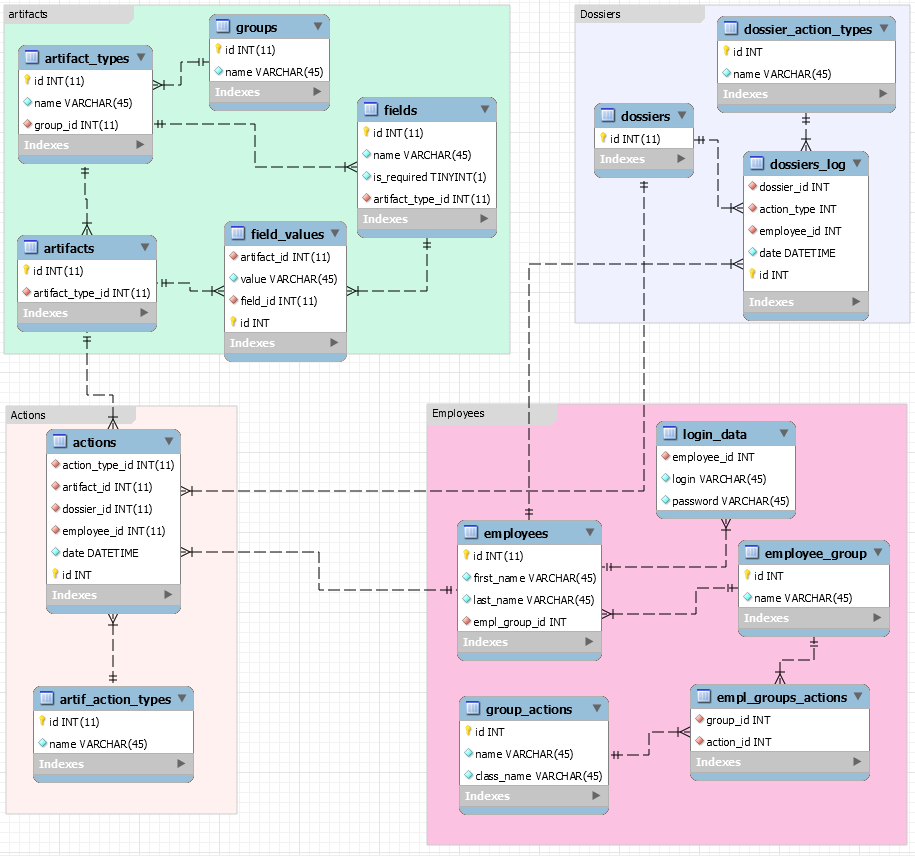 artifacts
artifact_types
id INT(11)
name VARCHAR(45)
group_id INT(11)
Indexes
groups
id INT(11)
name VARCHAR(45)
Indexes
fields
id INT(11)
name VARCHAR(45)
is_required TINYINT(1)
artifact_type_id INT(11)
Indexes
artifacts
id INT(11)
artifact_type_id INT(11)
Indexes
field_values
artifact_id INT(11)
value VARCHAR(45)
field_id INT(11)
id INT
Indexes
Dossiers
dossier_action_types
id INT
name VARCHAR(45)
Indexes
dossiers
id INT(11)
Indexes
dossiers_log
dossier_id INT
action_type INT
employee_id INT
date DATETIME
id INT
Indexes
Actions
actions
action_type_id INT(11)
artifact_id INT(11)
dossier_id INT(11)
employee_id INT(11)
date DATETIME
id INT
Indexes
artif_action_types
id INT(11)
name VARCHAR(45)
Indexes
Employees
login_data
employee_id INT
login VARCHAR(45)
password VARCHAR(45)
employees
id INT(11)
first_name VARCHAR(45)
last_name VARCHAR(45)
empl_group_id INT
Indexes
employee_group
id INT
name VARCHAR(45)
Indexes
group_actions
id INT
name VARCHAR(45)
class_name VARCHAR(45)
Indexes
empl_groups_actions
group_id INT
action_id INT
Indexes